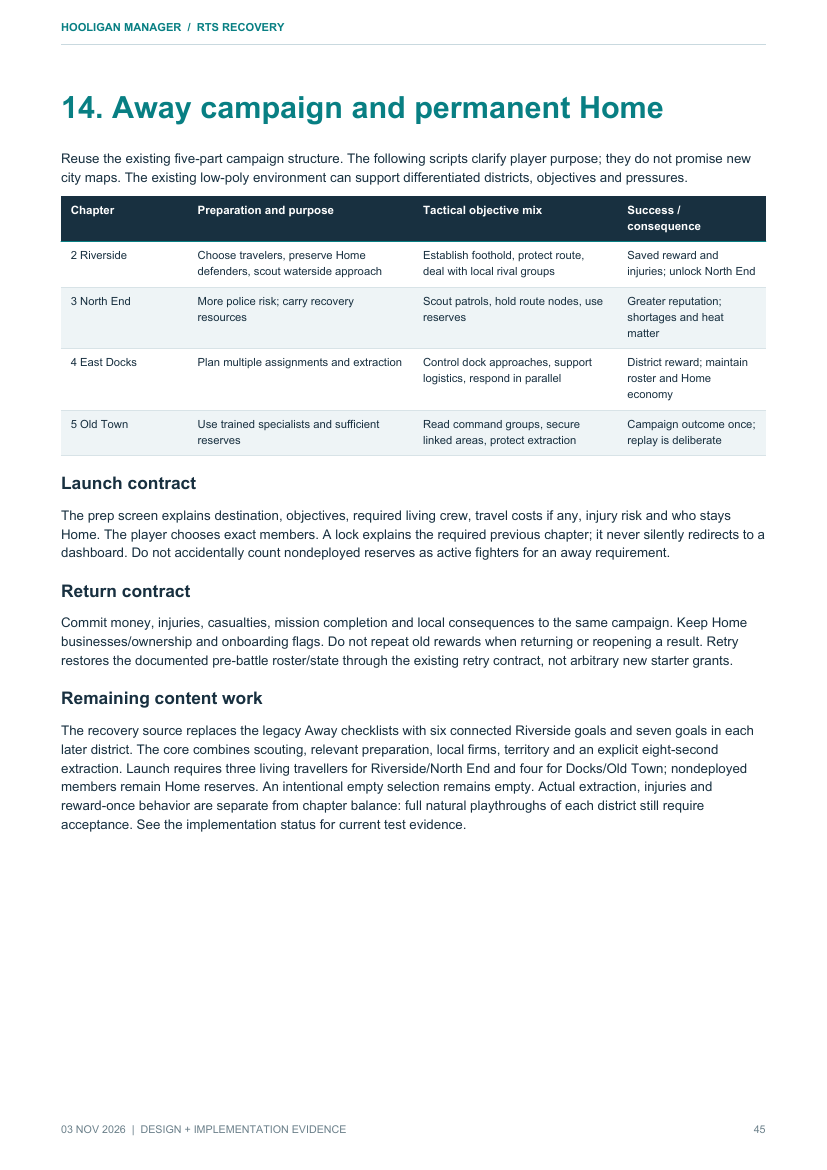 HOOLIGAN MANAGER / RTS RECOVERY
14. Away campaign and permanent Home
Reuse the existing five-part campaign structure. The following scripts clarify player purpose; they do not promise new
city maps. The existing low-poly environment can support differentiated districts, objectives and pressures.
Chapter
Preparation and purpose
Tactical objective mix
Success /
consequence
2 Riverside
Choose travelers, preserve Home
defenders, scout waterside approach
Establish foothold, protect route,
deal with local rival groups
Saved reward and
injuries; unlock North End
3 North End
More police risk; carry recovery
resources
Scout patrols, hold route nodes, use
reserves
Greater reputation;
shortages and heat
matter
4 East Docks
Plan multiple assignments and extraction
Control dock approaches, support
logistics, respond in parallel
District reward; maintain
roster and Home
economy
5 Old Town
Use trained specialists and sufficient
reserves
Read command groups, secure
linked areas, protect extraction
Campaign outcome once;
replay is deliberate
Launch contract
The prep screen explains destination, objectives, required living crew, travel costs if any, injury risk and who stays
Home. The player chooses exact members. A lock explains the required previous chapter; it never silently redirects to a
dashboard. Do not accidentally count nondeployed reserves as active fighters for an away requirement.
Return contract
Commit money, injuries, casualties, mission completion and local consequences to the same campaign. Keep Home
businesses/ownership and onboarding flags. Do not repeat old rewards when returning or reopening a result. Retry
restores the documented pre-battle roster/state through the existing retry contract, not arbitrary new starter grants.
Remaining content work
The recovery source replaces the legacy Away checklists with six connected Riverside goals and seven goals in each
later district. The core combines scouting, relevant preparation, local firms, territory and an explicit eight-second
extraction. Launch requires three living travellers for Riverside/North End and four for Docks/Old Town; nondeployed
members remain Home reserves. An intentional empty selection remains empty. Actual extraction, injuries and
reward-once behavior are separate from chapter balance: full natural playthroughs of each district still require
acceptance. See the implementation status for current test evidence.
03 NOV 2026 | DESIGN + IMPLEMENTATION EVIDENCE
45